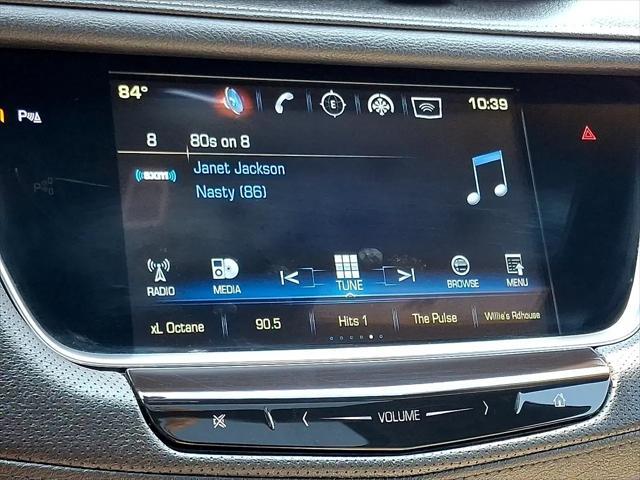 84° E 10:39
P
8 80s on 8
((SXM)) Janet Jackson
Nasty (86)
RADIO MEDIA TUNE BROWSE MENU
xL Octane 90.5 Hits 1 The Pulse Willie's Rdhouse
VOLUME